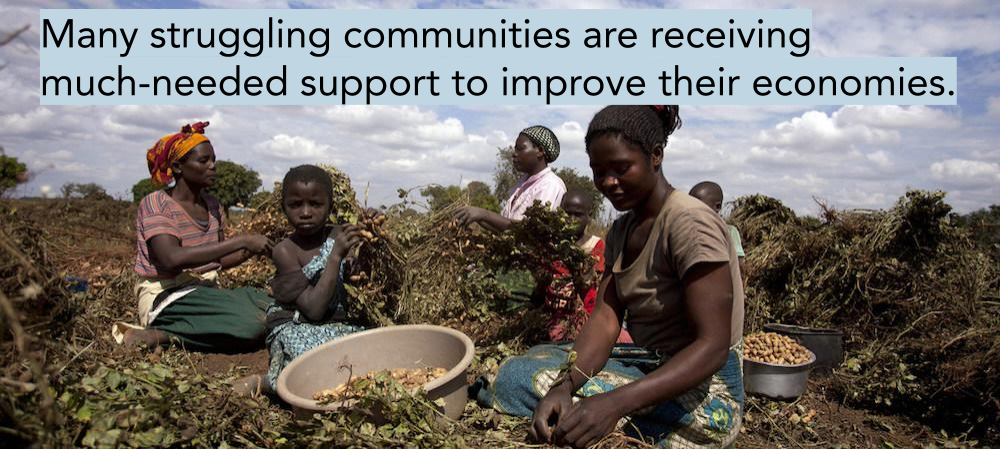 Many struggling communities are receiving
much-needed support to improve their economies.